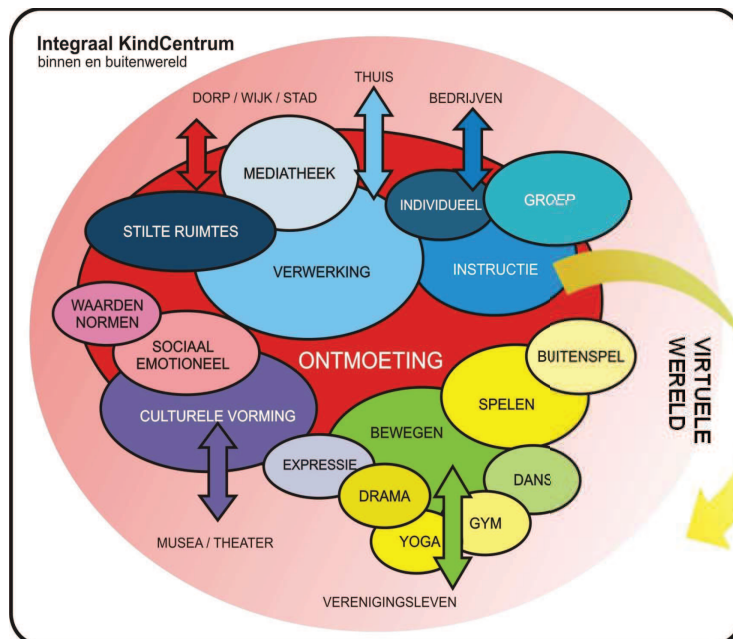 Integraal KindCentrum
binnen en buitenwereld
THUIS
DORP / WIJK / STAD
BEDRIJVEN
MEDIATHEEK
INDIVIDUEEL
GROEP
STILTE RUIMTES
VERWERKING
INSTRUCTIE
WAARDEN
NORMEN
SOCIAAL
EMOTIONEEL
ONTMOETING
BUITENSPEL
VIRTUELE
WERELD
SPELEN
CULTURELE VORMING
BEWEGEN
EXPRESSIE
DANS
DRAMA
GYM
YOGA
MUSEA / THEATER
VERENIGINGSLEVEN